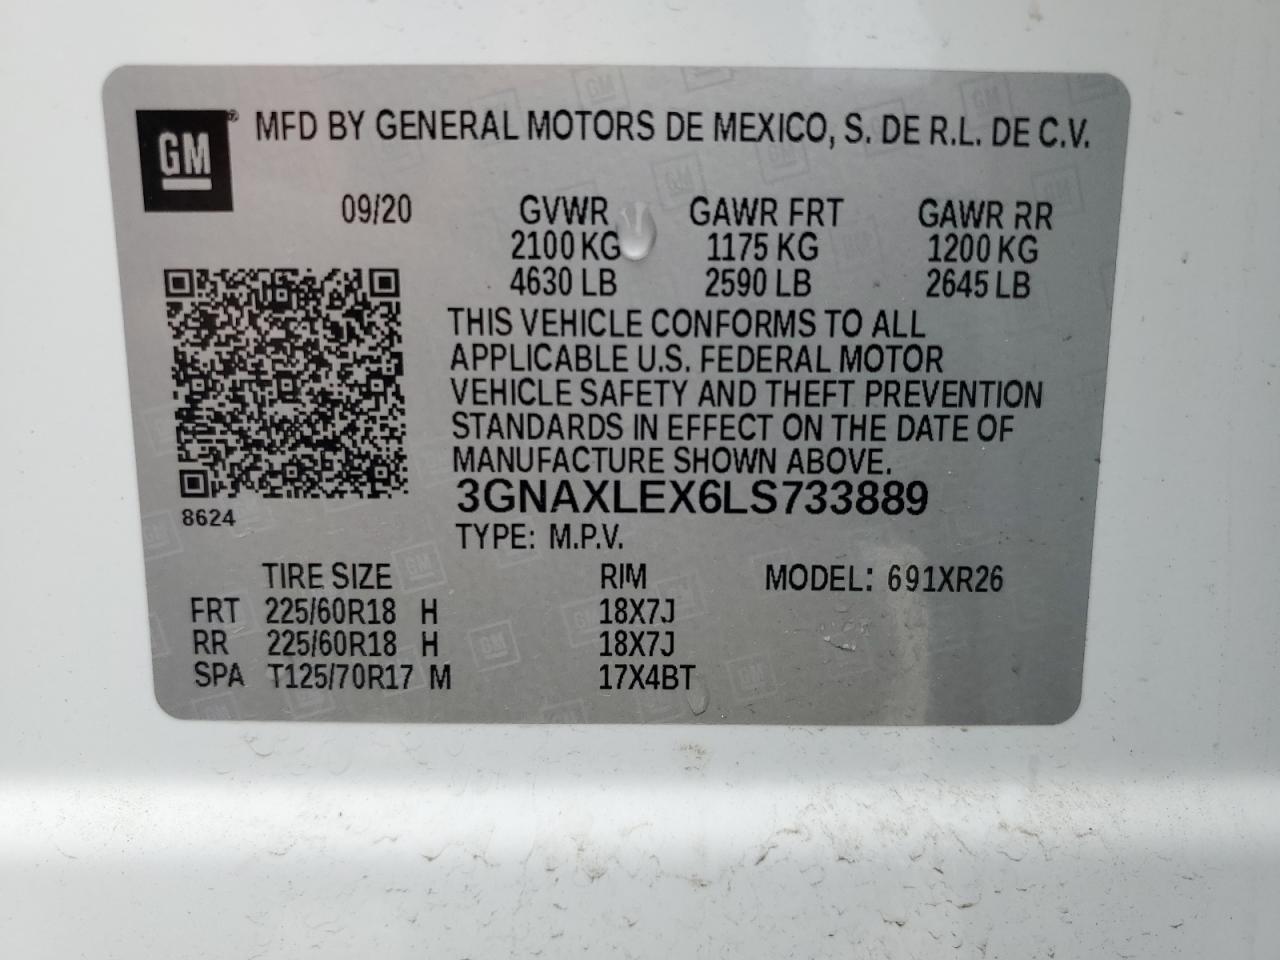 GM® MFD BY GENERAL MOTORS DE MEXICO, S. DE R.L. DE C.V.
09/20 GVWR GAWR FRT GAWR RR
2100 KG 1175 KG 1200 KG
4630 LB 2590 LB 2645 LB
THIS VEHICLE CONFORMS TO ALL
APPLICABLE U.S. FEDERAL MOTOR
VEHICLE SAFETY AND THEFT PREVENTION
STANDARDS IN EFFECT ON THE DATE OF
MANUFACTURE SHOWN ABOVE.
3GNAXLEX6LS733889
8624
TYPE: M.P.V.
TIRE SIZE RIM MODEL: 691XR26
FRT 225/60R18 H 18X7J
RR 225/60R18 H 18X7J
SPA T125/70R17 M 17X4BT